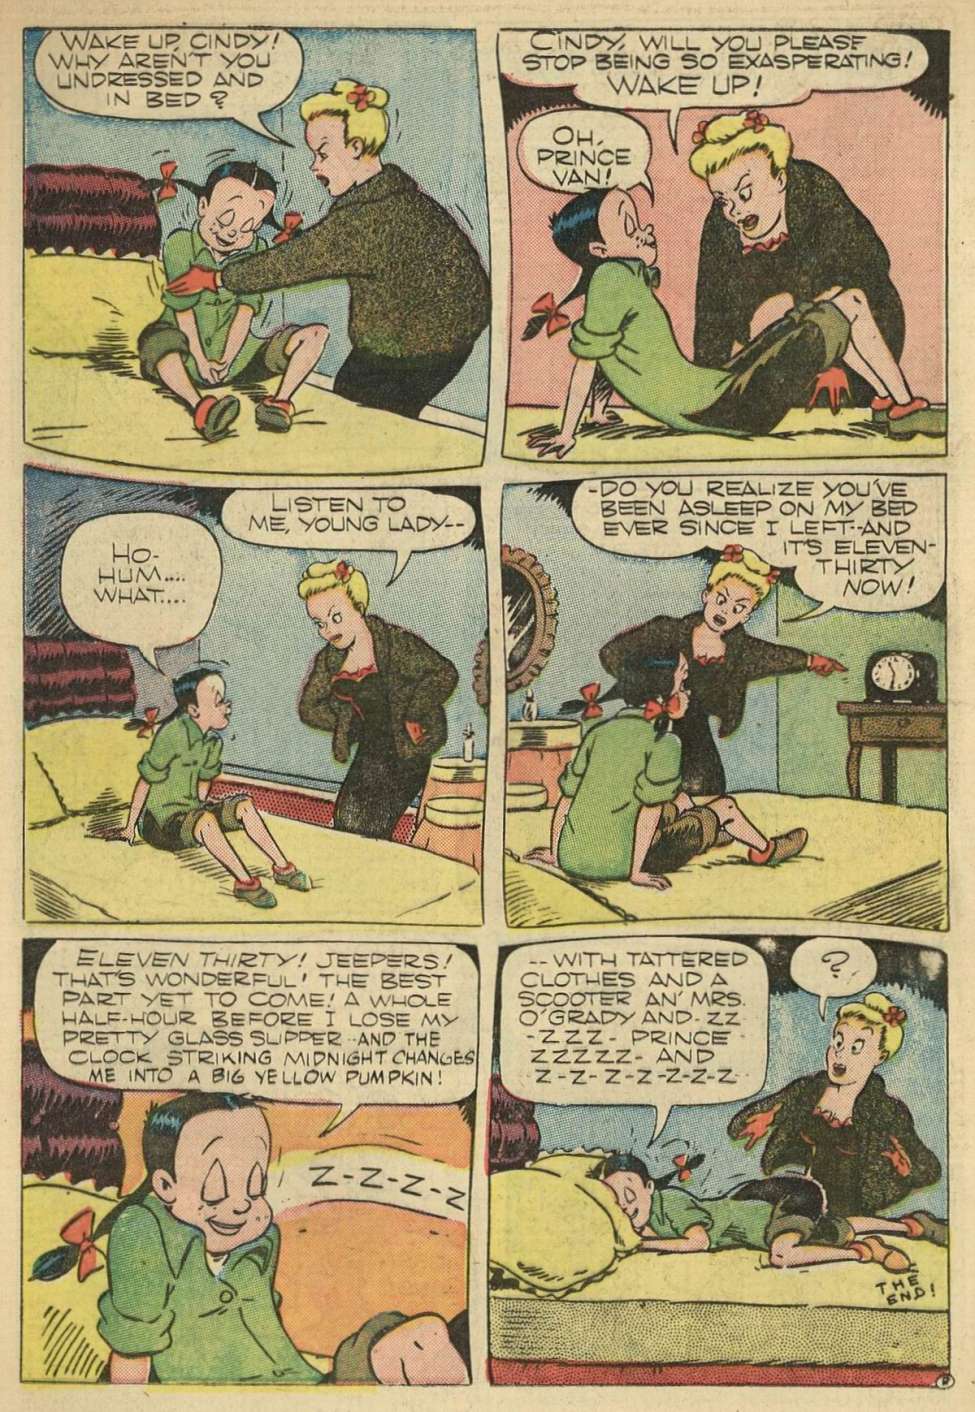 WAKE UP, CINDY!
WHY AREN'T YOU
UNDRESSED AND
IN BED?
CINDY, WILL YOU PLEASE
STOP BEING SO EXASPERATING!
WAKE UP!
OH,
PRINCE
VAN!
HO-
HUM....
WHAT....
LISTEN TO
ME, YOUNG LADY--
-DO YOU REALIZE YOU'VE
BEEN ASLEEP ON MY BED
EVER SINCE I LEFT--AND
IT'S ELEVEN-
THIRTY
NOW!
ELEVEN THIRTY! JEEPERS!
THAT'S WONDERFUL! THE BEST
PART YET TO COME! A WHOLE
HALF-HOUR BEFORE I LOSE MY
PRETTY GLASS SLIPPER--AND THE
CLOCK STRIKING MIDNIGHT CHANGES
ME INTO A BIG YELLOW PUMPKIN!
Z-Z-Z-Z
-- WITH TATTERED
CLOTHES AND A
SCOOTER AN' MRS.
O'GRADY AND-ZZ-
-ZZZ- PRINCE
ZZZZZ- AND
-Z-Z-Z-Z-Z-Z-Z--
?
THE
END!